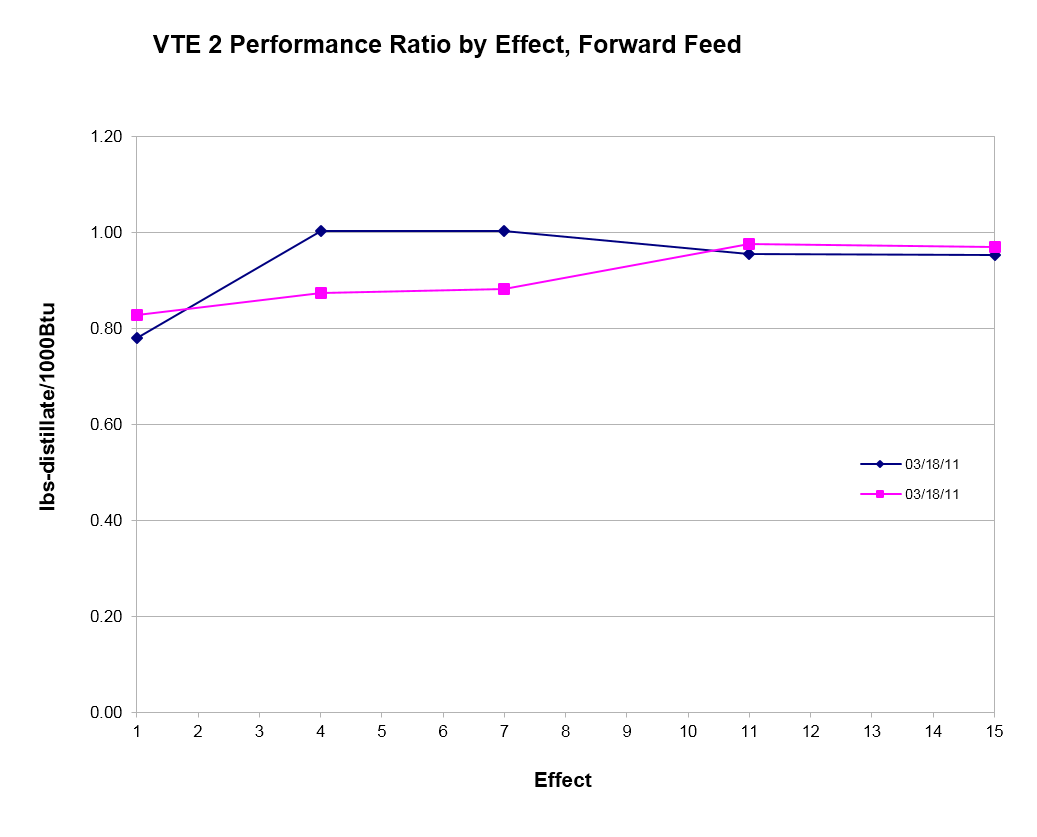 VTE 2 Performance Ratio by Effect, Forward Feed
1.20
1.00
0.80
0.60
0.40
0.20
0.00
lbs-distillate/1000Btu
03/18/11
03/18/11
1 2 3 4 5 6 7 8 9 10 11 12 13 14 15
Effect